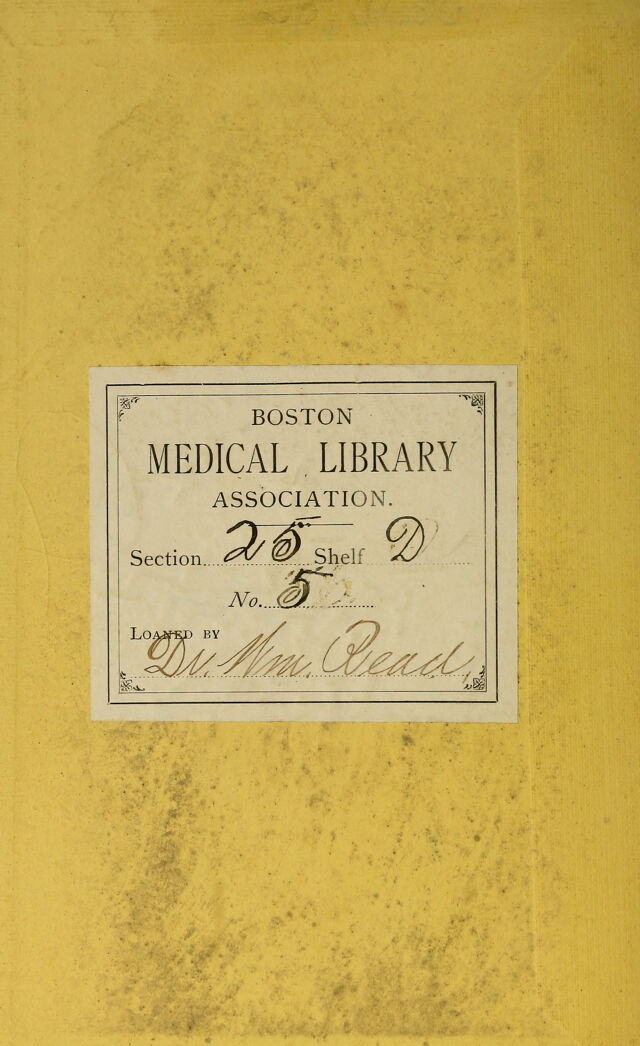 BOSTON
MEDICAL LIBRARY
ASSOCIATION.
Section 25 Shelf D
No. 5
LOANED BY
Dr. Wm. Read,